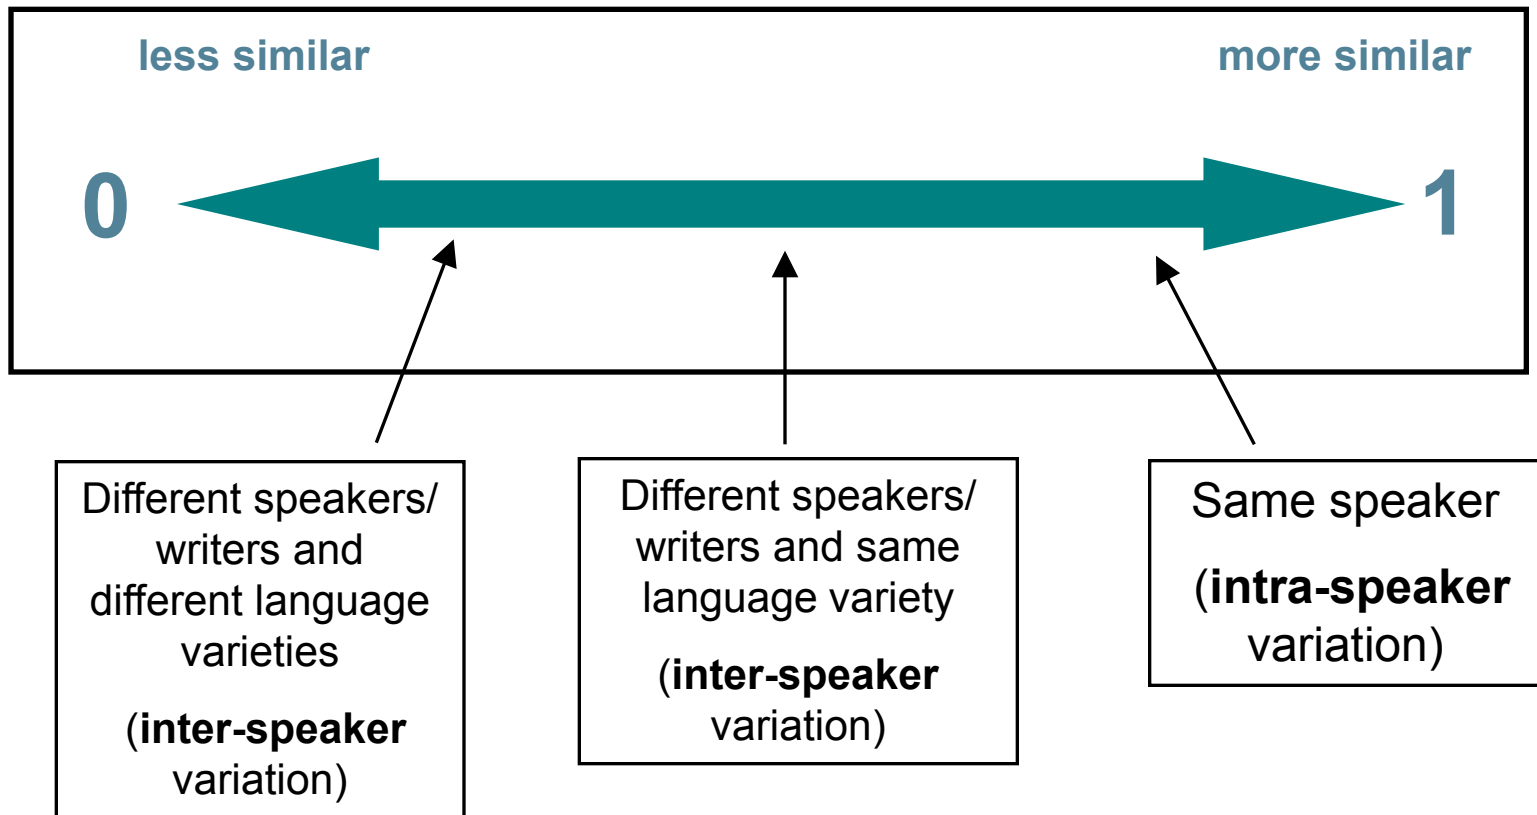 less similar
more similar
0
1
Different speakers/
writers and
different language
varieties
(inter-speaker
variation)
Different speakers/
writers and same
language variety
(inter-speaker
variation)
Same speaker
(intra-speaker
variation)